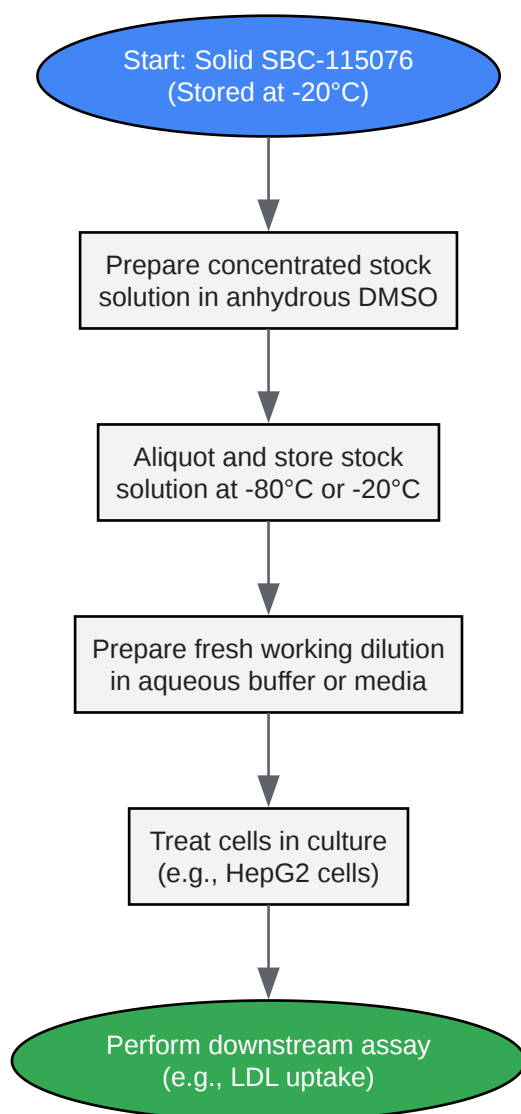 Start: Solid SBC-115076
(Stored at -20°C)
Prepare concentrated stock
solution in anhydrous DMSO
Aliquot and store stock
solution at -80°C or -20°C
Prepare fresh working dilution
in aqueous buffer or media
Treat cells in culture
(e.g., HepG2 cells)
Perform downstream assay
(e.g., LDL uptake)